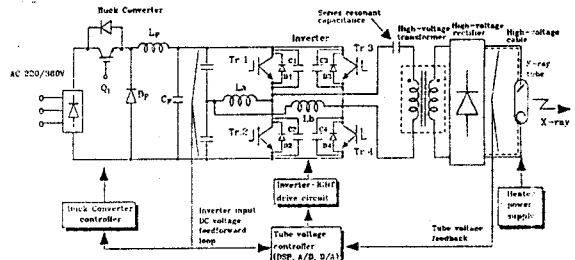 Buck Converter
Series resonant
capacitance
High-voltage
transformer
High-voltage
rectifier
High-voltage
cable
Inverter
X-ray
tube
X-ray
AC 220/380V
Q1
LF
DF
CF
Tr 1
C1
D1
C3
D3
Tr 3
La
Lb
Tr 2
C2
D2
C4
D4
Tr 4
Buck Converter
controller
Inverter input
DC voltage
feedforward
loop
drive circuit
Tube voltage
controller
(DSP, A/D, D/A)
Tube voltage
feedback
Heater
power
supply